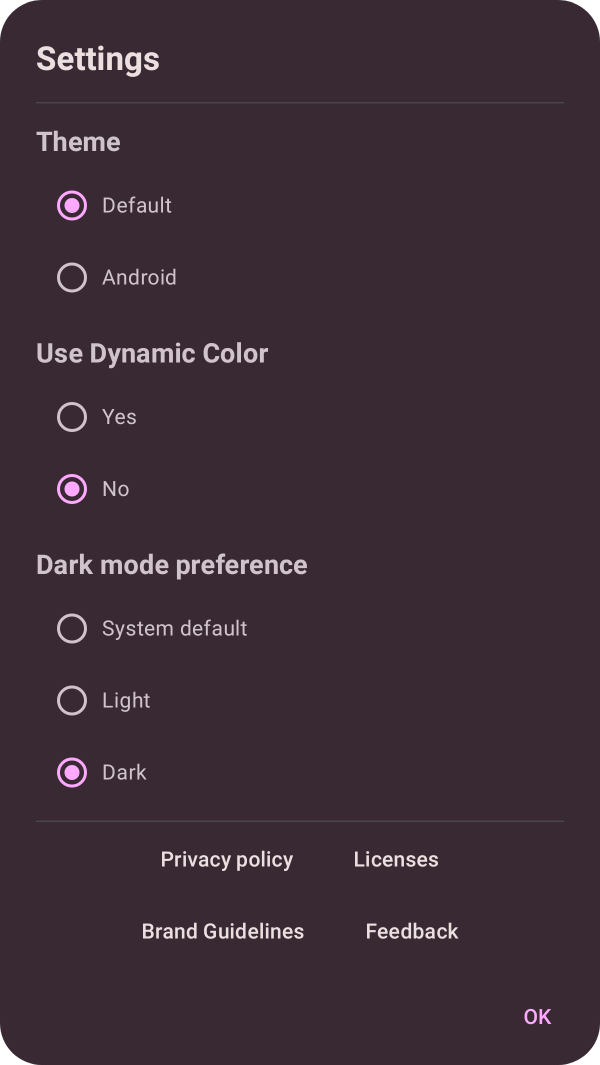 Settings
Theme
Default
Android
Use Dynamic Color
Yes
No
Dark mode preference
System default
Light
Dark
Privacy policy Licenses
Brand Guidelines Feedback
OK